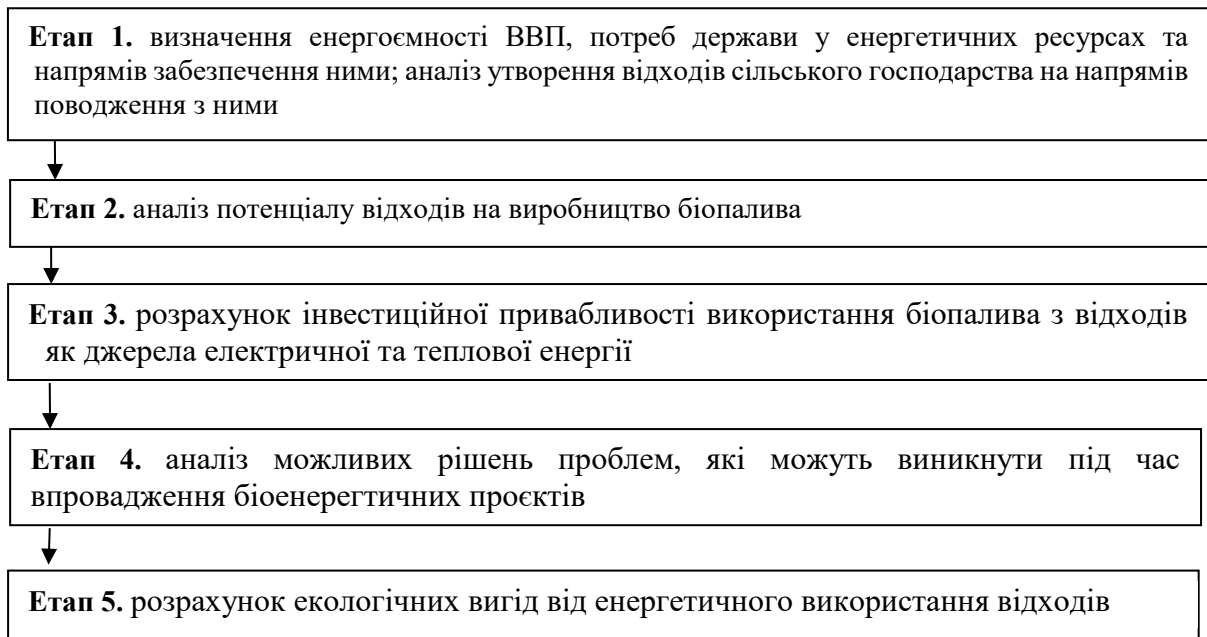 Етап 1. визначення енергоємності ВВП, потреб держави у енергетичних ресурсах та
напрямів забезпечення ними; аналіз утворення відходів сільського господарства на напрямів
поводження з ними
Етап 2. аналіз потенціалу відходів на виробництво біопалива
Етап 3. розрахунок інвестиційної привабливості використання біопалива з відходів
як джерела електричної та теплової енергії
Етап 4. аналіз можливих рішень проблем, які можуть виникнути під час
впровадження біоенерегтичних проєктів
Етап 5. розрахунок екологічних вигід від енергетичного використання відходів